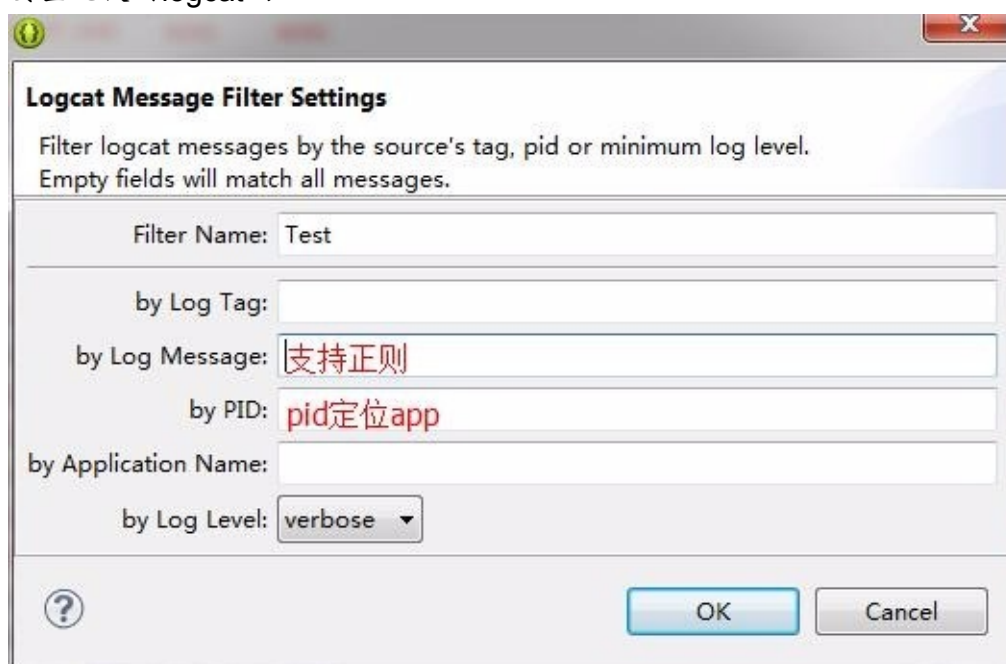 logcat
Logcat Message Filter Settings
Filter logcat messages by the source's tag, pid or minimum log level.
Empty fields will match all messages.
Filter Name: Test
by Log Tag:
by Log Message: 支持正则
by PID: pid定位app
by Application Name:
by Log Level: verbose
OK Cancel